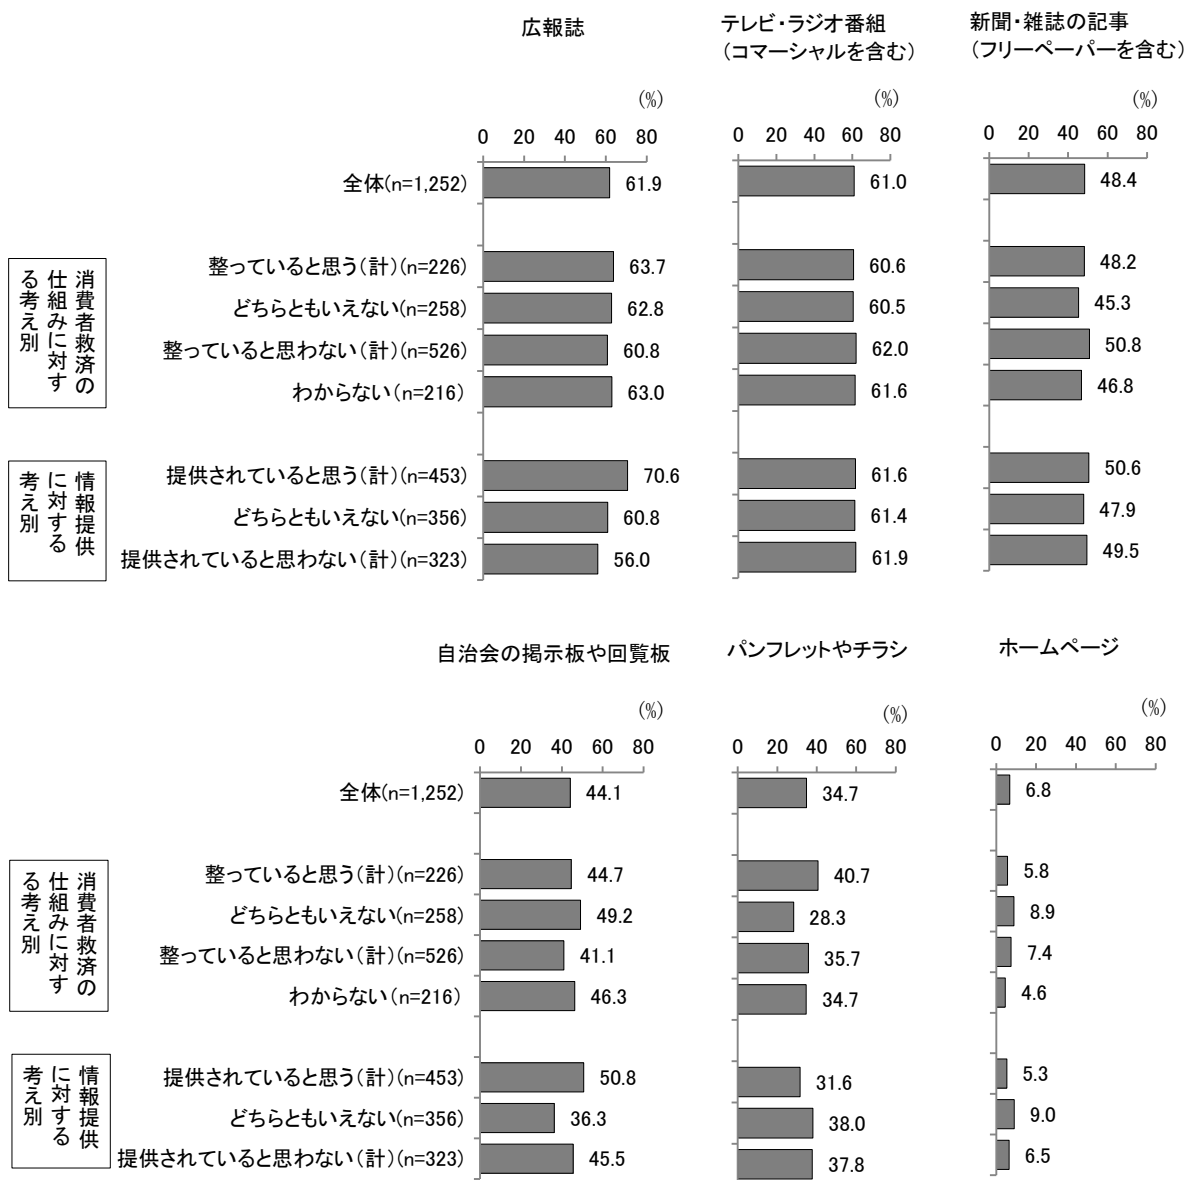 広報誌
テレビ・ラジオ番組
（コマーシャルを含む）
新聞・雑誌の記事
（フリーペーパーを含む）
(%) (%) (%)
0 20 40 60 80 0 20 40 60 80 0 20 40 60 80
全体(n=1,252) 61.9 61.0 48.4
消費者救済の
仕組みに対す
る考え別
整っていると思う（計）(n=226) 63.7 60.6 48.2
どちらともいえない(n=258) 62.8 60.5 45.3
整っていると思わない（計）(n=526) 60.8 62.0 50.8
わからない（n=216） 63.0 61.6 46.8
情報提供
に対する
考え別
提供されていると思う（計）(n=453) 70.6 61.6 50.6
どちらともいえない(n=356) 60.8 61.4 47.9
提供されていると思わない（計）(n=323) 56.0 61.9 49.5
自治会の掲示板や回覧板 パンフレットやチラシ ホームページ
(%) (%) (%)
0 20 40 60 80 0 20 40 60 80 0 20 40 60 80
全体(n=1,252) 44.1 34.7 6.8
消費者救済の
仕組みに対す
る考え別
整っていると思う（計）(n=226) 44.7 40.7 5.8
どちらともいえない(n=258) 49.2 28.3 8.9
整っていると思わない（計）(n=526) 41.1 35.7 7.4
わからない（n=216） 46.3 34.7 4.6
情報提供
に対する
考え別
提供されていると思う（計）(n=453) 50.8 31.6 5.3
どちらともいえない(n=356) 36.3 38.0 9.0
提供されていると思わない（計）(n=323) 45.5 37.8 6.5